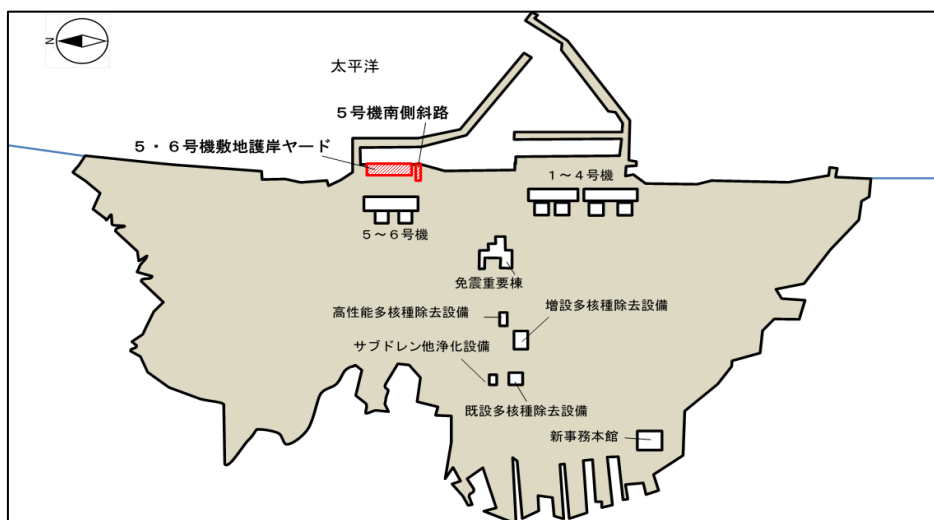 N
太平洋
５号機南側斜路
５・６号機敷地護岸ヤード
１～４号機
５～６号機
免震重要棟
高性能多核種除去設備
増設多核種除去設備
サブドレン他浄化設備
既設多核種除去設備
新事務本館